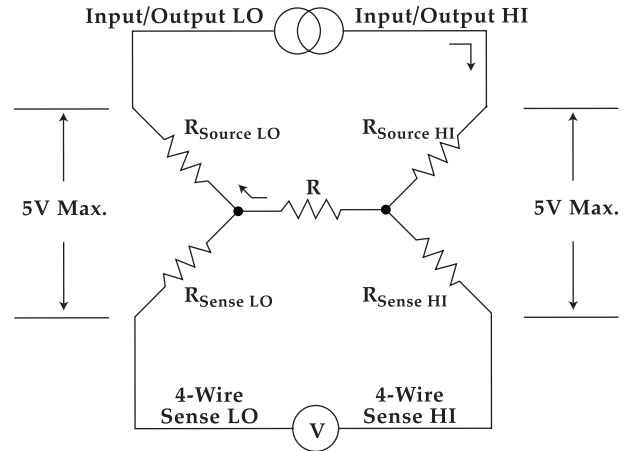 Input/Output LO
Input/Output HI
R Source LO
R Source HI
R
5V Max.
5V Max.
R Sense LO
R Sense HI
4-Wire
Sense LO
4-Wire
Sense HI
V